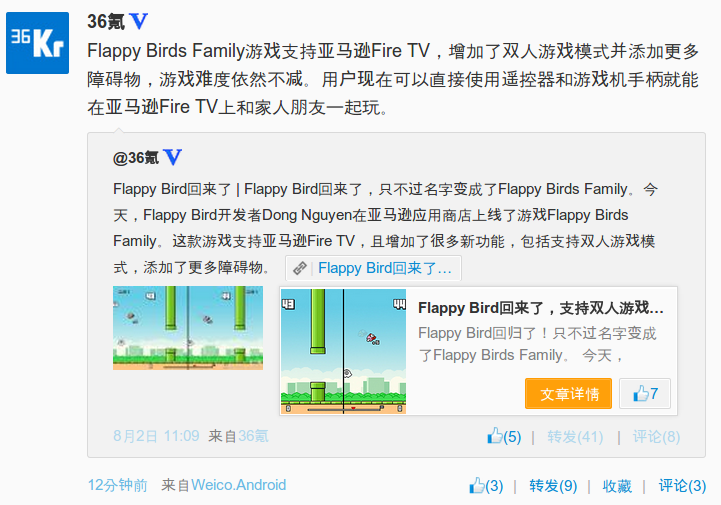 36Kr
36氪 V
Flappy Birds Family游戏支持亚马逊Fire TV，增加了双人游戏模式并添加更多
障碍物，游戏难度依然不减。用户现在可以直接使用遥控器和游戏机手柄就能
在亚马逊Fire TV上和家人朋友一起玩。
@36氪 V
Flappy Bird回来了 | Flappy Bird回来了，只不过名字变成了Flappy Birds Family。今
天，Flappy Bird开发者Dong Nguyen在亚马逊应用商店上线了游戏Flappy Birds
Family。这款游戏支持亚马逊Fire TV，且增加了很多新功能，包括支持双人游戏模
式，添加了更多障碍物。 Flappy Bird回来了…
Flappy Bird回来了，支持双人游戏…
Flappy Bird回归了！只不过名字变成
了Flappy Birds Family。 今天，
文章详情 7
8月2日 11:09 来自36氪 (5) | 转发(41) | 评论(8)
12分钟前 来自Weico.Android (3) | 转发(9) | 收藏 | 评论(3)